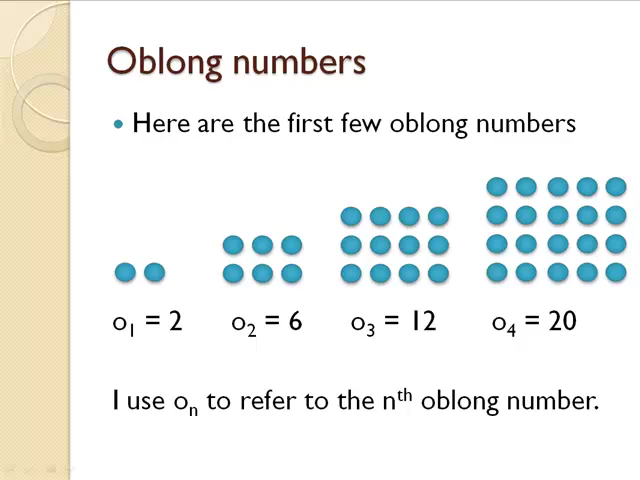 Oblong numbers
• Here are the first few oblong numbers
o₁ = 2 o₂ = 6 o₃ = 12 o₄ = 20
I use oₙ to refer to the nᵗʰ oblong number.